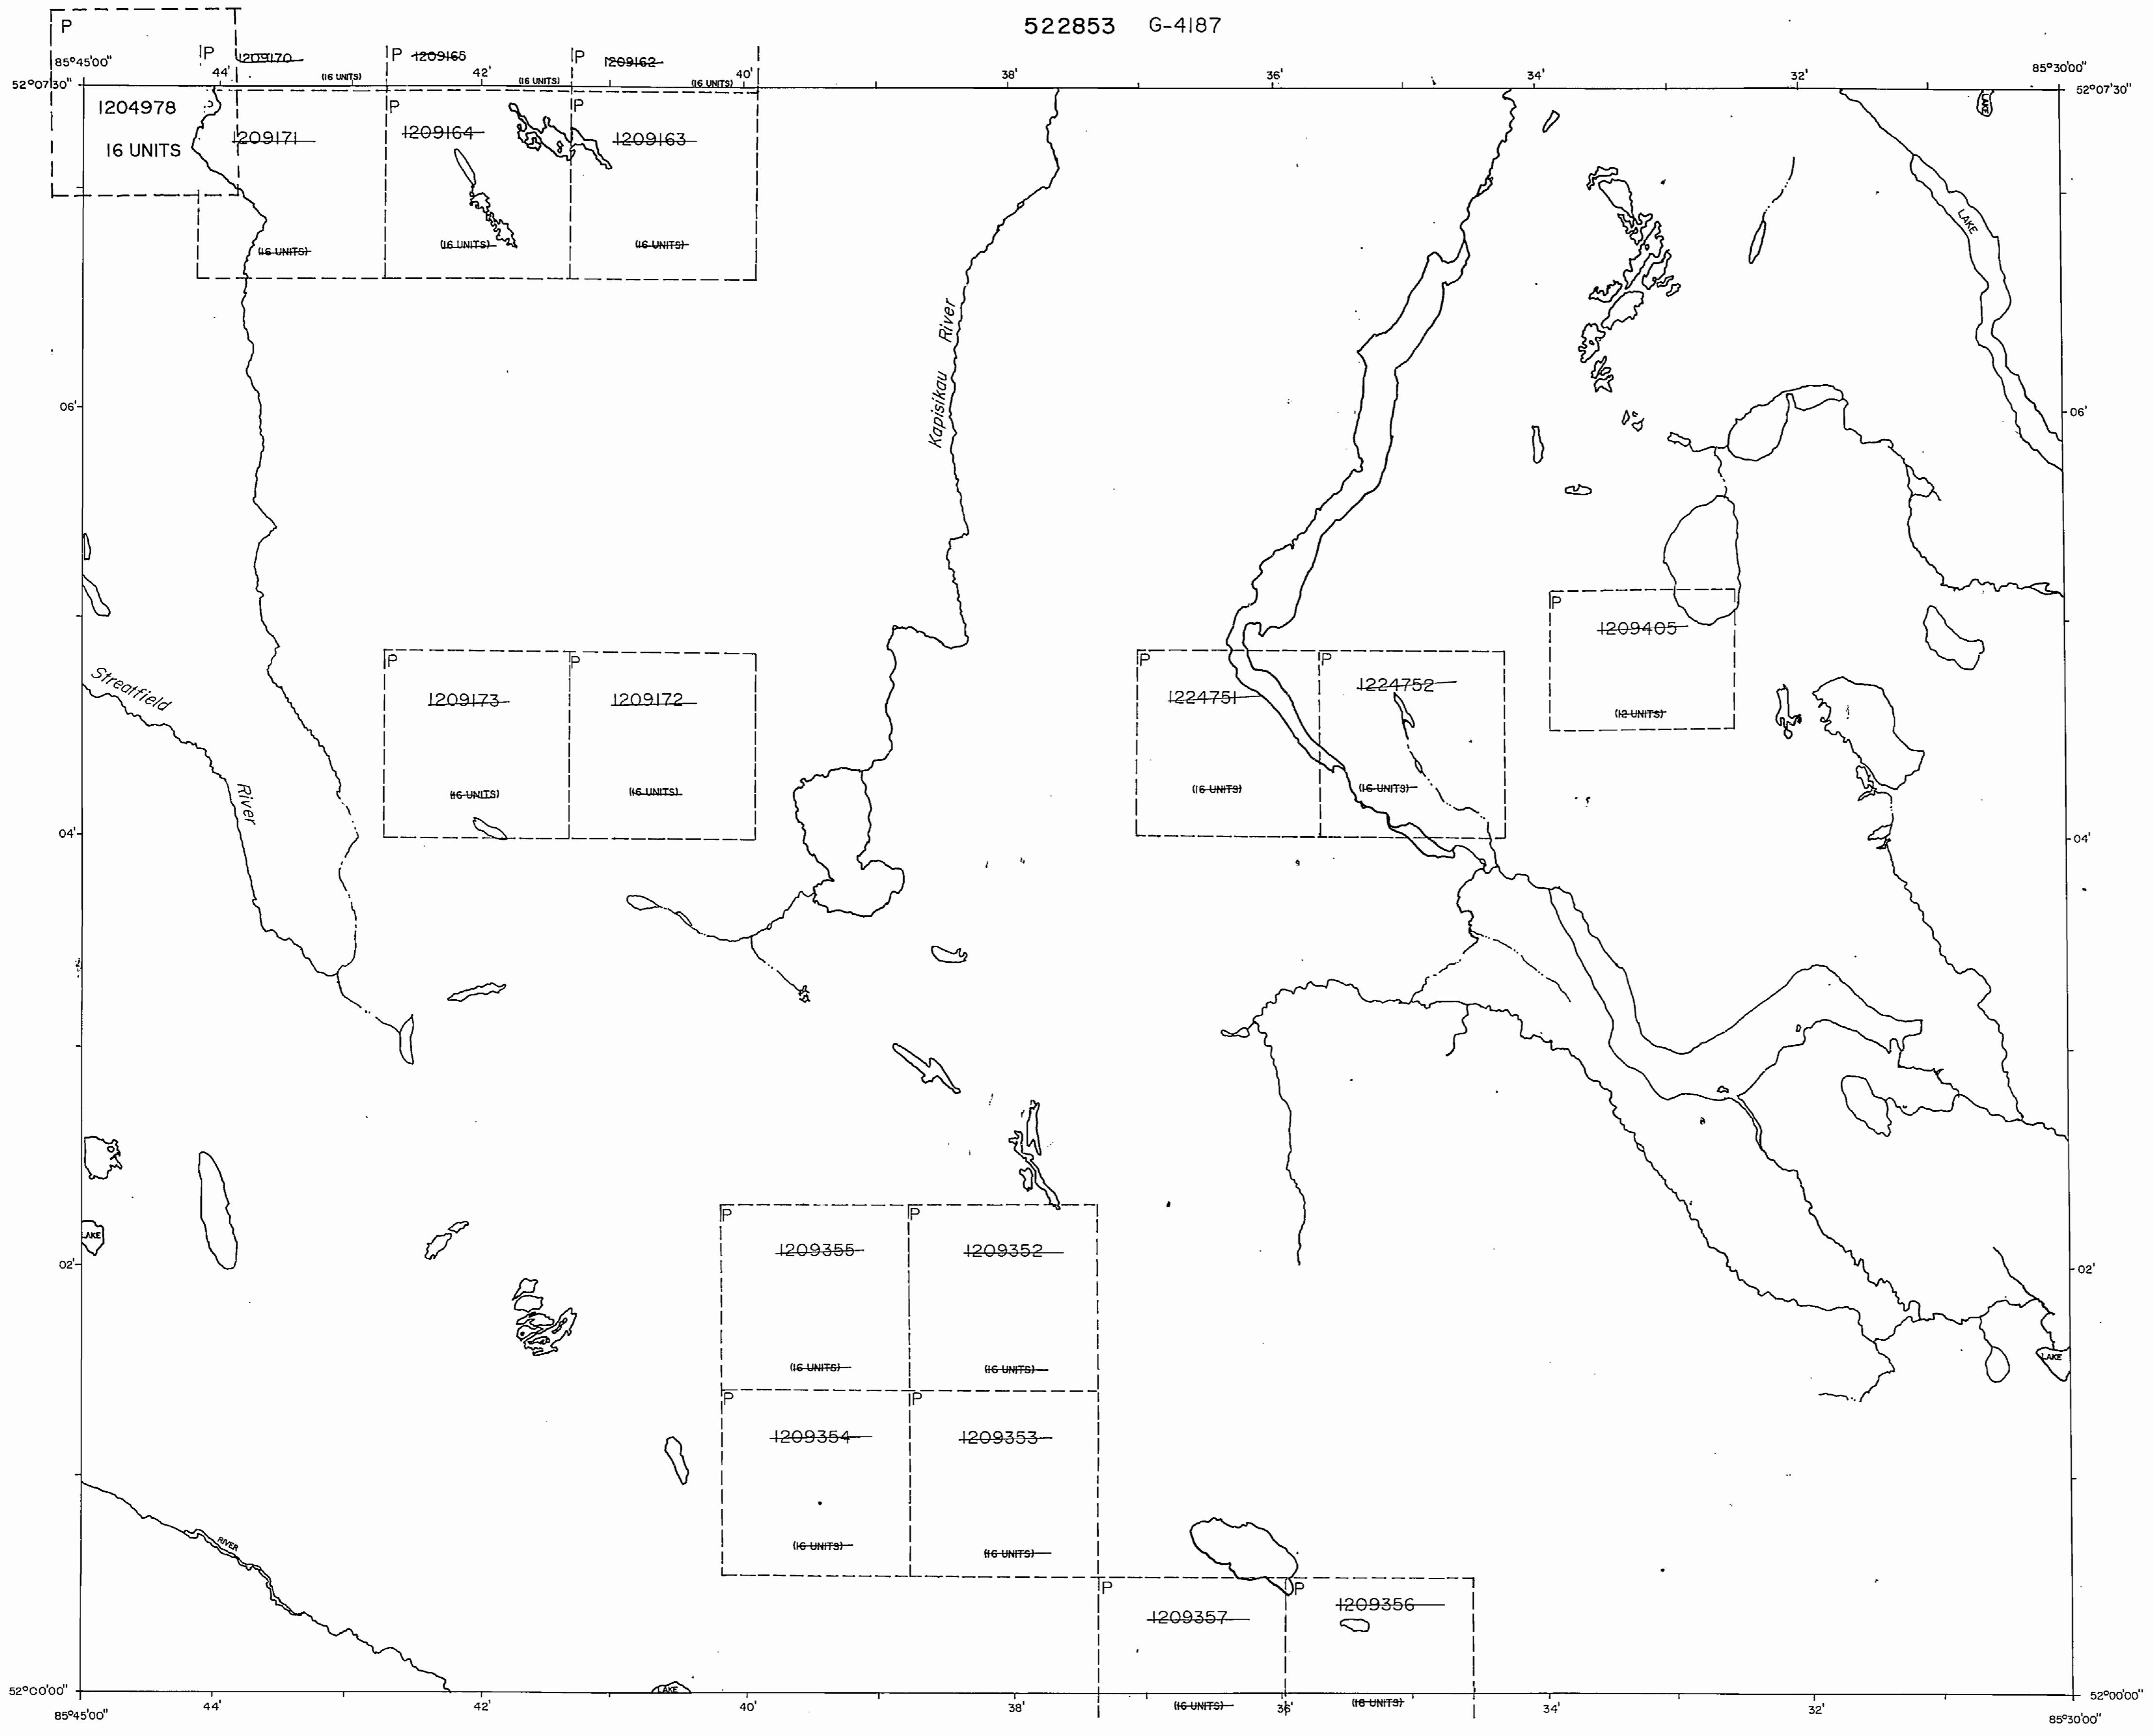 522853 G-4187
P
P 1209170
P 1209165
P 1209162
85°45'00"
44'
(16 UNITS)
42'
(16 UNITS)
40'
(16 UNITS)
38'
36'
34'
32'
85°30'00"
52°07'30"
52°07'30"
1204978
16 UNITS
P
1209171
(16 UNITS)
P
1209164
(16 UNITS)
P
1209163
(16 UNITS)
LAKE
LAKE
Kapisikau River
06'
06'
Streatfield
River
P
1209173
(16 UNITS)
P
1209172
(16 UNITS)
P
1224751
(16 UNITS)
P
1224752
(16 UNITS)
P
1209405
(12 UNITS)
04'
04'
LAKE
02'
02'
P
1209355
(16 UNITS)
P
1209352
(16 UNITS)
P
1209354
(16 UNITS)
P
1209353
(16 UNITS)
LAKE
RIVER
P
1209357
P
1209356
LAKE
52°00'00"
52°00'00"
85°45'00"
44'
42'
40'
38'
(16 UNITS)
36'
(16 UNITS)
34'
32'
85°30'00"